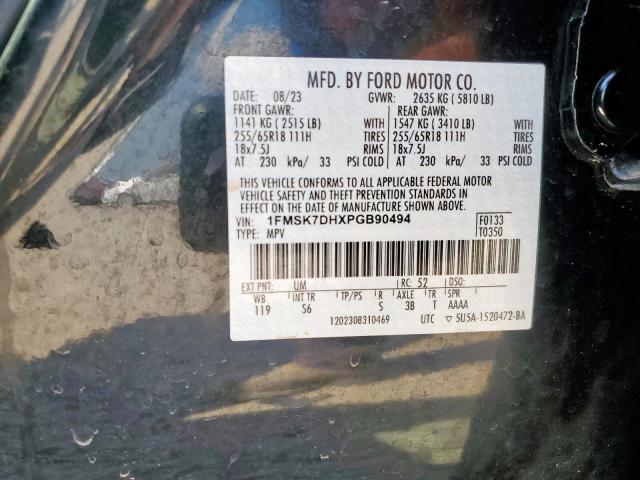 MFD. BY FORD MOTOR CO.
DATE: 08/23 GVWR: 2635 KG ( 5810 LB)
FRONT GAWR: REAR GAWR:
1141 KG ( 2515 LB) WITH 1547 KG ( 3410 LB) WITH
255/65R18 111H TIRES 255/65R18 111H TIRES
18x7.5J RIMS 18x7.5J RIMS
AT 230 kPa/ 33 PSI COLD AT 230 kPa/ 33 PSI COLD
THIS VEHICLE CONFORMS TO ALL APPLICABLE FEDERAL MOTOR
VEHICLE SAFETY AND THEFT PREVENTION STANDARDS IN
EFFECT ON THE DATE OF MANUFACTURE SHOWN ABOVE.
VIN: 1FMSK7DHXPGB90494 F0133
TYPE: MPV T0350
EXT PNT: UM RC: 52 DSO:
WB INT TR TP/PS R AXLE TR SPR
119 S6 S 3B T AAAA
1202308310469 UTC ▽ 5U5A-1520472-BA